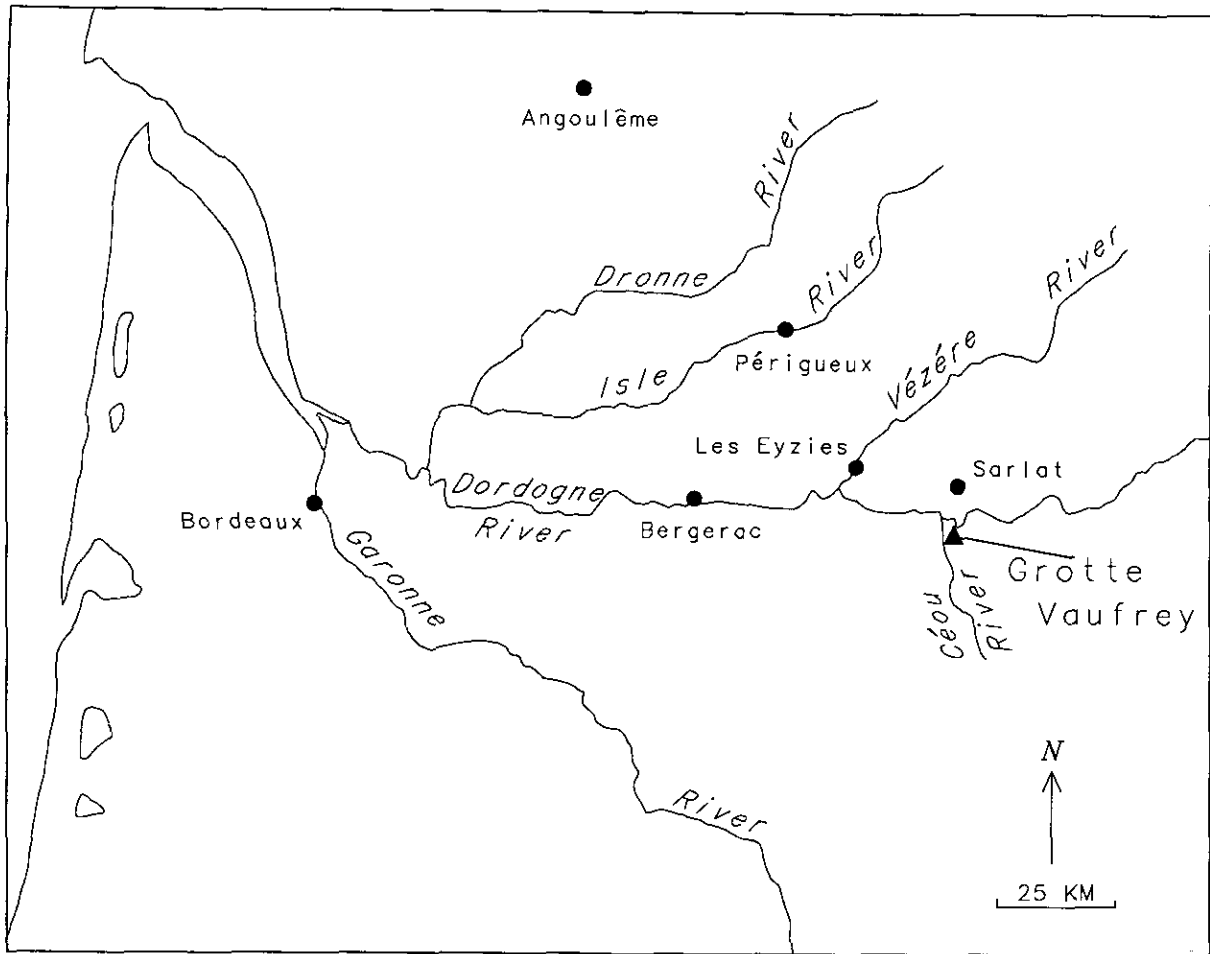 Angoulême
River
Dronne
River
Isle
Périgueux
River
Vézére
Les Eyzies
Sarlat
Dordogne
River
Bordeaux
Bergerac
Garonne
Grotte
Vaufrey
Céou
River
River
N
25 KM